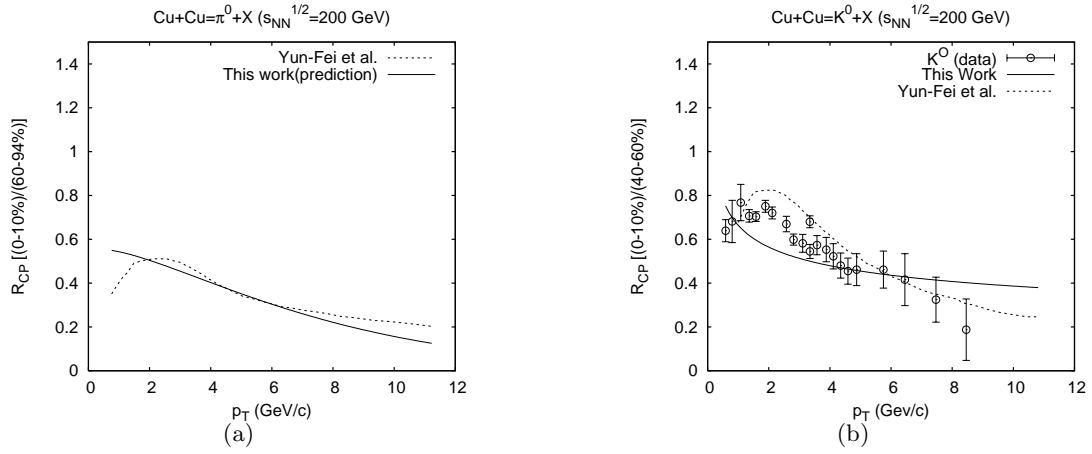 Cu+Cu=π⁰+X (s_NN^1/2=200 GeV)
Yun-Fei et al.
This work(prediction)
R_CP [(0-10%)/(60-94%)]
1.4
1.2
1
0.8
0.6
0.4
0.2
0
0 2 4 6 8 10 12
p_T (GeV/c)
(a)
Cu+Cu=K⁰+X (s_NN^1/2=200 GeV)
K^O (data)
This Work
Yun-Fei et al.
R_CP [(0-10%)/(40-60%)]
1.4
1.2
1
0.8
0.6
0.4
0.2
0
0 2 4 6 8 10 12
p_T (GeV/c)
(b)